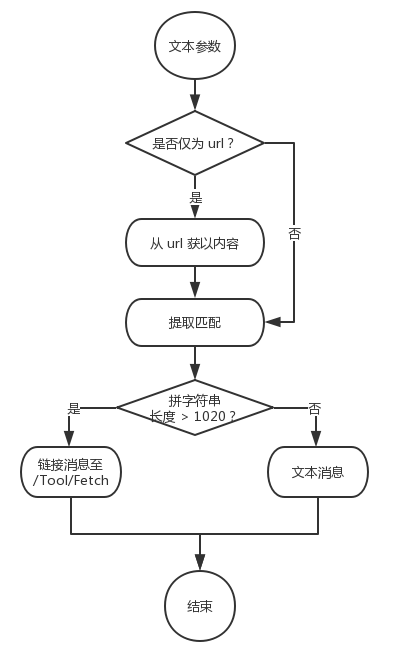 文本参数
是否仅为 url ?
是
否
从 url 获以内容
提取匹配
拼字符串
长度 > 1020 ?
是
否
链接消息至
/Tool/Fetch
文本消息
结束